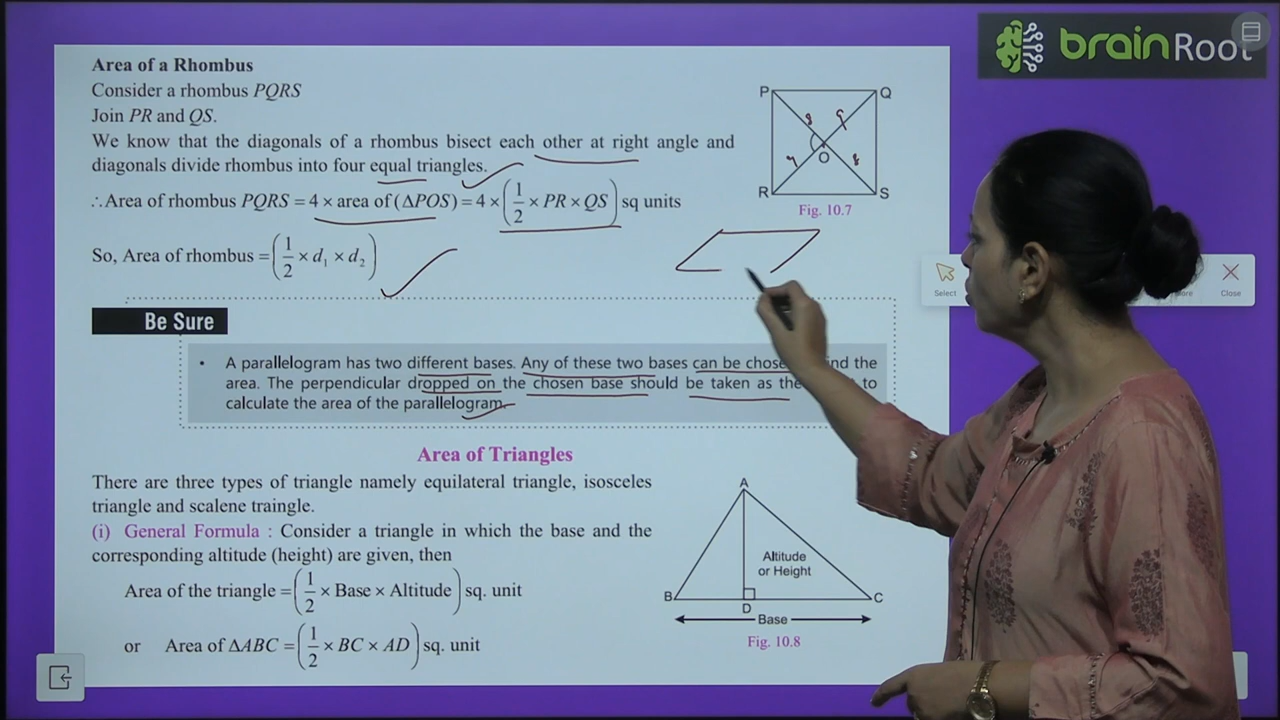 brainRoot
Area of a Rhombus
Consider a rhombus PQRS
Join PR and QS.
We know that the diagonals of a rhombus bisect each other at right angle and
diagonals divide rhombus into four equal triangles.
∴Area of rhombus PQRS = 4 × area of (ΔPOS) = 4 × (1/2 × PR × QS) sq units
So, Area of rhombus = (1/2 × d₁ × d₂)
P Q
O
R S
Fig. 10.7
Select
Close
Be Sure
• A parallelogram has two different bases. Any of these two bases can be the
area. The perpendicular dropped on the chosen base should be taken as the to
calculate the area of the parallelogram.
Area of Triangles
There are three types of triangle namely equilateral triangle, isosceles
triangle and scalene traingle.
(i) General Formula : Consider a triangle in which the base and the
corresponding altitude (height) are given, then
Area of the triangle = (1/2 × Base × Altitude) sq. unit
or Area of ΔABC = (1/2 × BC × AD) sq. unit
A
Altitude
or Height
B D C
Base
Fig. 10.8